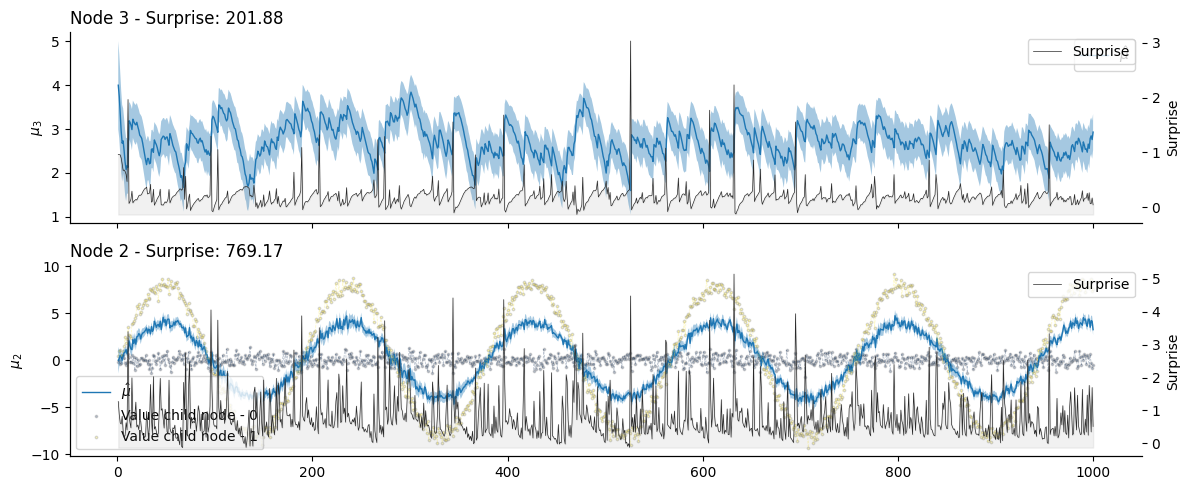 Node 3 - Surprise: 201.88
5
4
3
2
1
μ3
Surprise
μ̂
3
2
1
0
Surprise
Node 2 - Surprise: 769.17
10
5
0
−5
−10
μ2
Surprise
μ̂
Value child node - 0
Value child node - 1
5
4
3
2
1
0
Surprise
0
200
400
600
800
1000